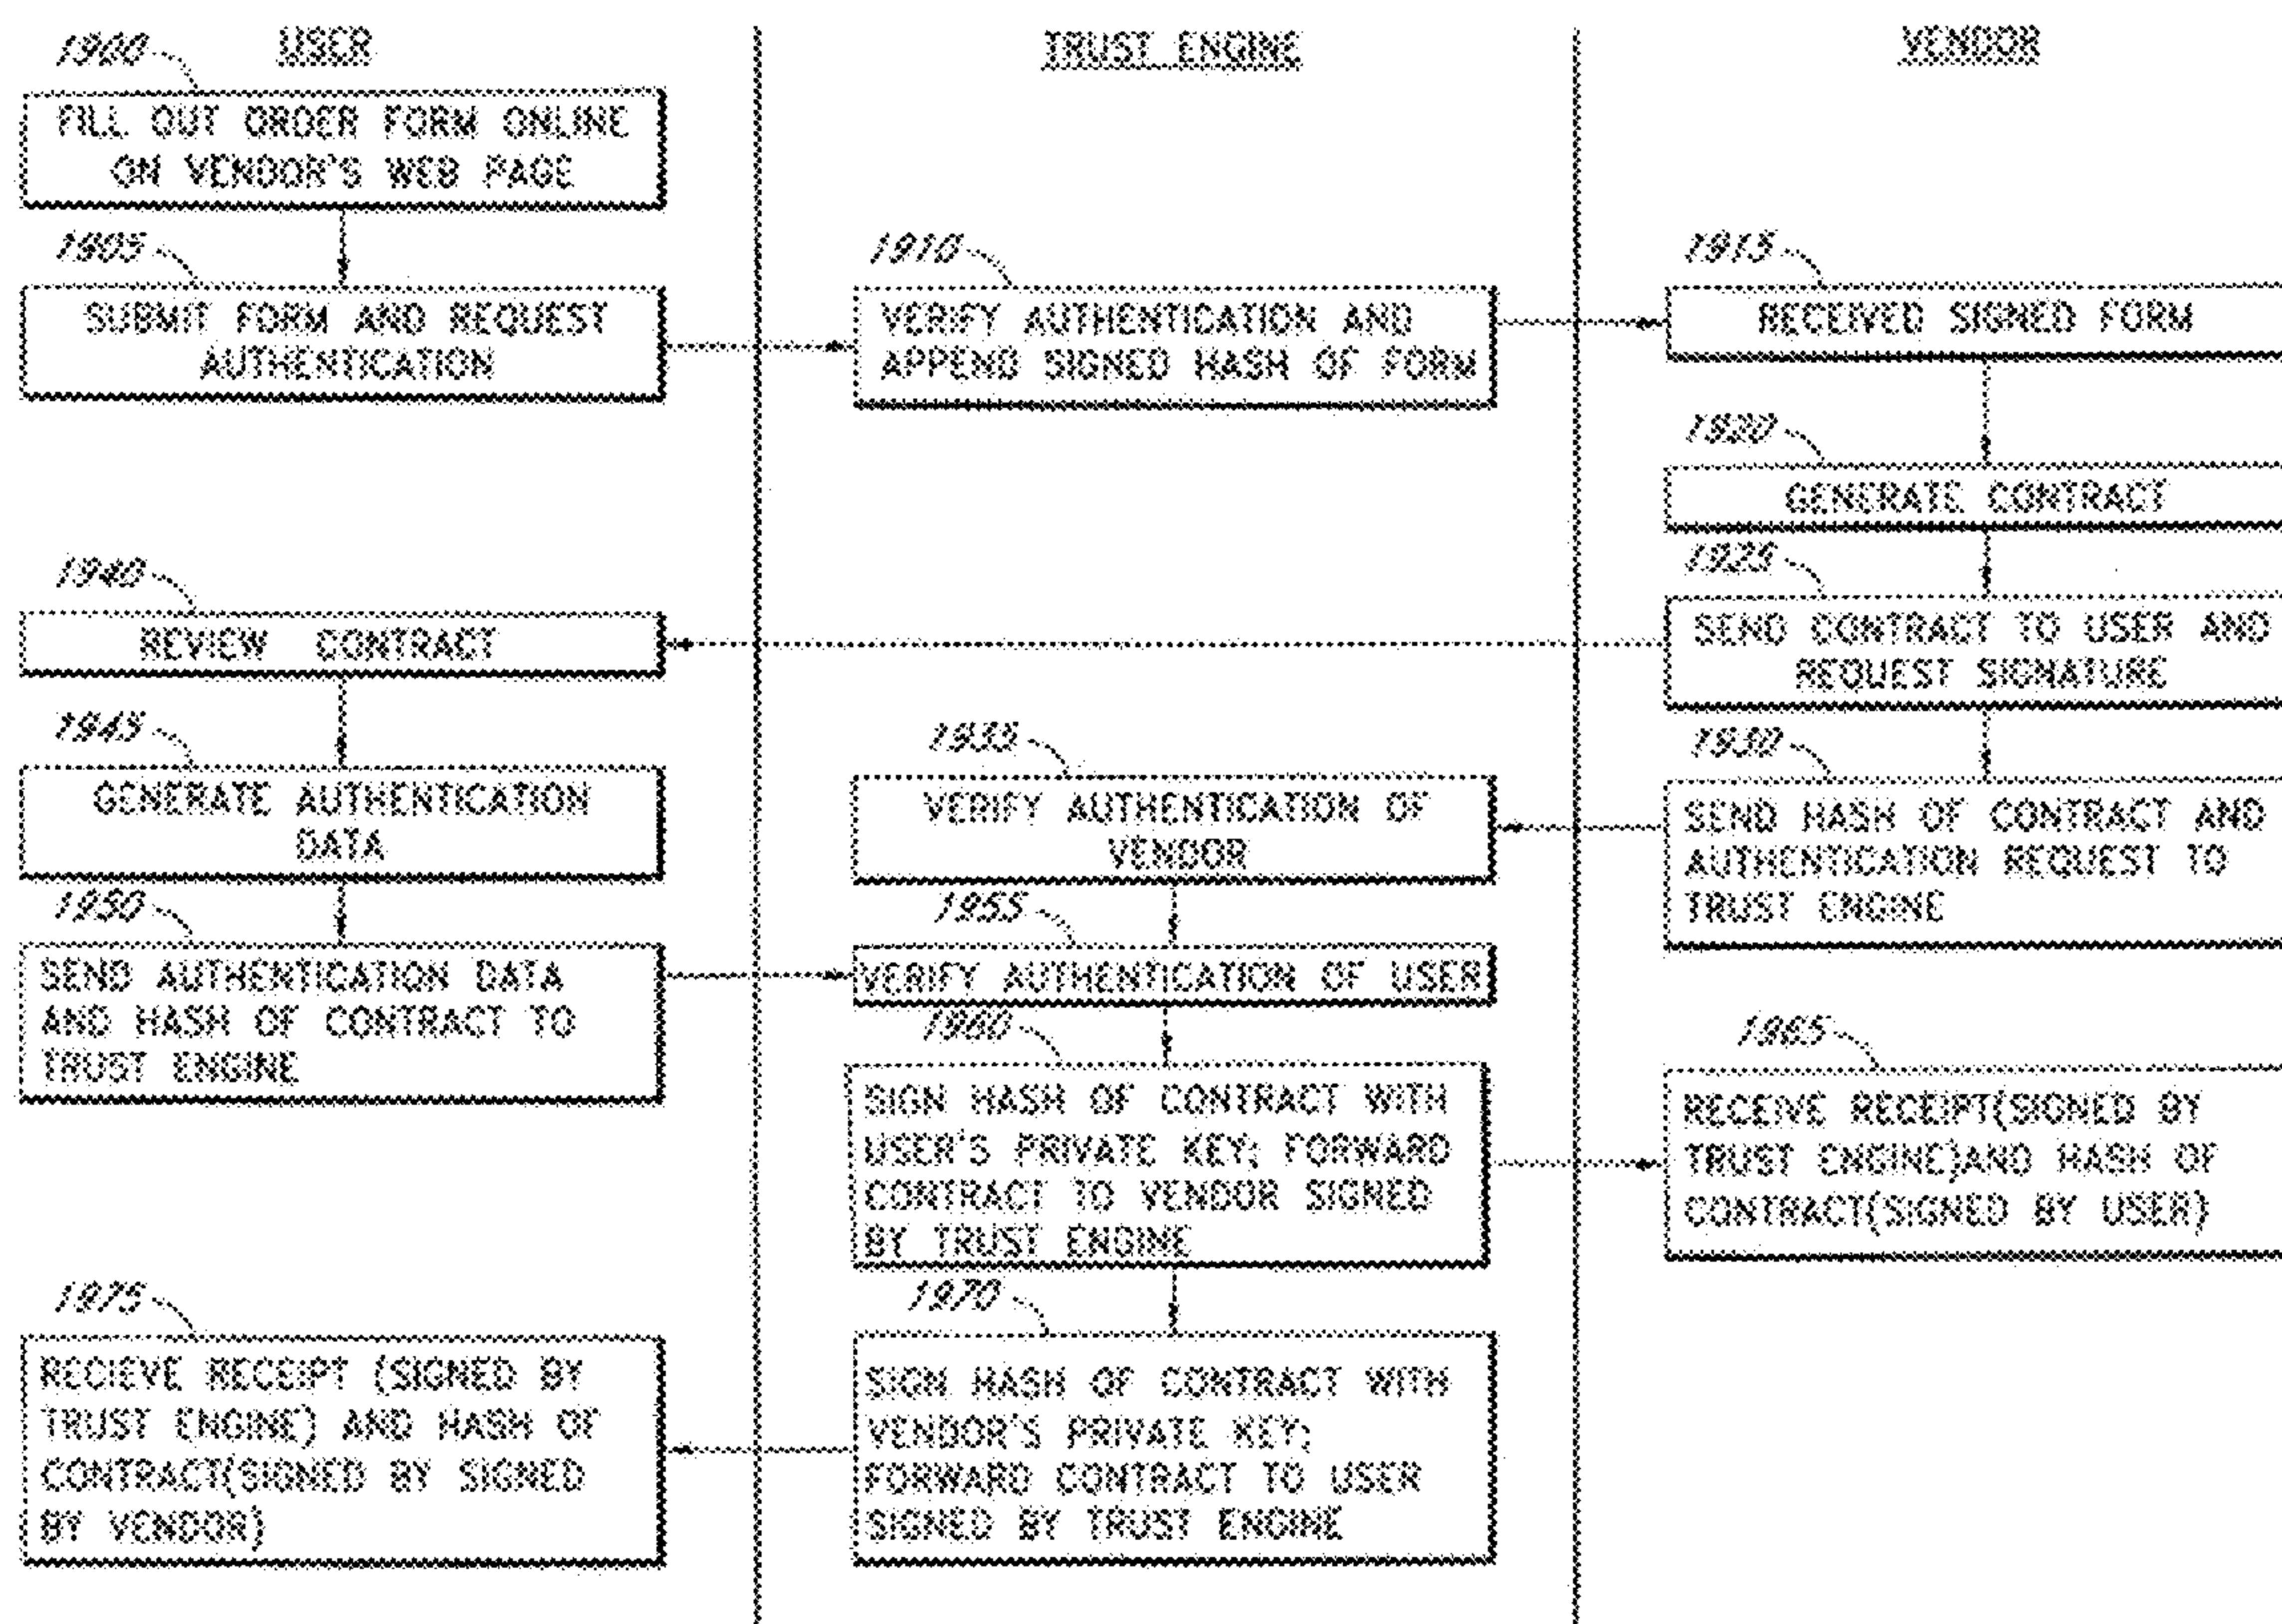 USER
TRUST ENGINE
VENDOR
1900
FILL OUT ORDER FORM ONLINE
ON VENDOR'S WEB PAGE
1905
SUBMIT FORM AND REQUEST
AUTHENTICATION
1910
VERIFY AUTHENTICATION AND
APPEND SIGNED HASH OF FORM
1915
RECEIVED SIGNED FORM
1920
GENERATE CONTRACT
1925
SEND CONTRACT TO USER AND
REQUEST SIGNATURE
1930
SEND HASH OF CONTRACT AND
AUTHENTICATION REQUEST TO
TRUST ENGINE
1935
VERIFY AUTHENTICATION OF
VENDOR
1940
REVIEW CONTRACT
1945
GENERATE AUTHENTICATION
DATA
1950
SEND AUTHENTICATION DATA
AND HASH OF CONTRACT TO
TRUST ENGINE
1955
VERIFY AUTHENTICATION OF USER
1960
SIGN HASH OF CONTRACT WITH
USER'S PRIVATE KEY; FORWARD
CONTRACT TO VENDOR SIGNED
BY TRUST ENGINE
1965
RECEIVE RECEIPT(SIGNED BY
TRUST ENGINE)AND HASH OF
CONTRACT(SIGNED BY USER)
1970
SIGN HASH OF CONTRACT WITH
VENDOR'S PRIVATE KEY;
FORWARD CONTRACT TO USER
SIGNED BY TRUST ENGINE
1975
RECIEVE RECEIPT (SIGNED BY
TRUST ENGINE) AND HASH OF
CONTRACT(SIGNED BY SIGNED
BY VENDOR)